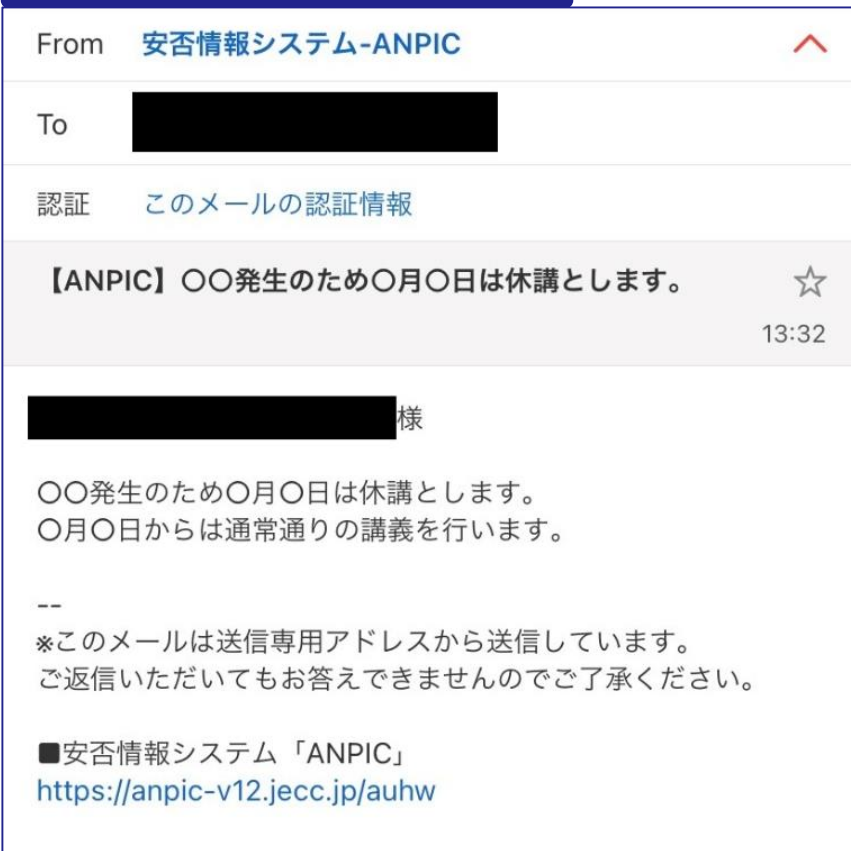 From 安否情報システム-ANPIC
To
認証 このメールの認証情報
【ANPIC】〇〇発生のため〇月〇日は休講とします。
13:32
様
〇〇発生のため〇月〇日は休講とします。
〇月〇日からは通常通りの講義を行います。
--
※このメールは送信専用アドレスから送信しています。
ご返信いただいてもお答えできませんのでご了承ください。
■安否情報システム「ANPIC」
https://anpic-v12.jecc.jp/auhw